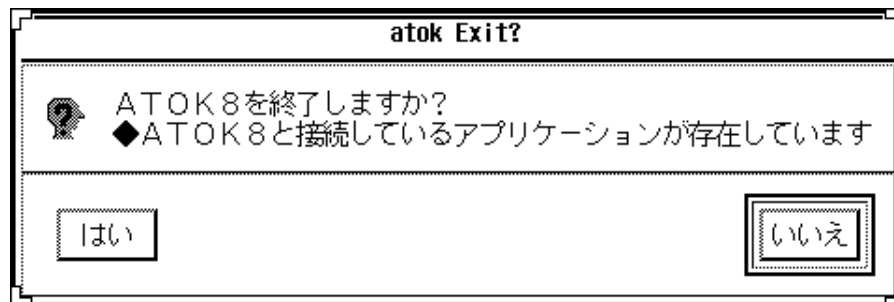 atok Exit?
ＡＴＯＫ８を終了しますか？
◆ＡＴＯＫ８と接続しているアプリケーションが存在しています
はい
いいえ